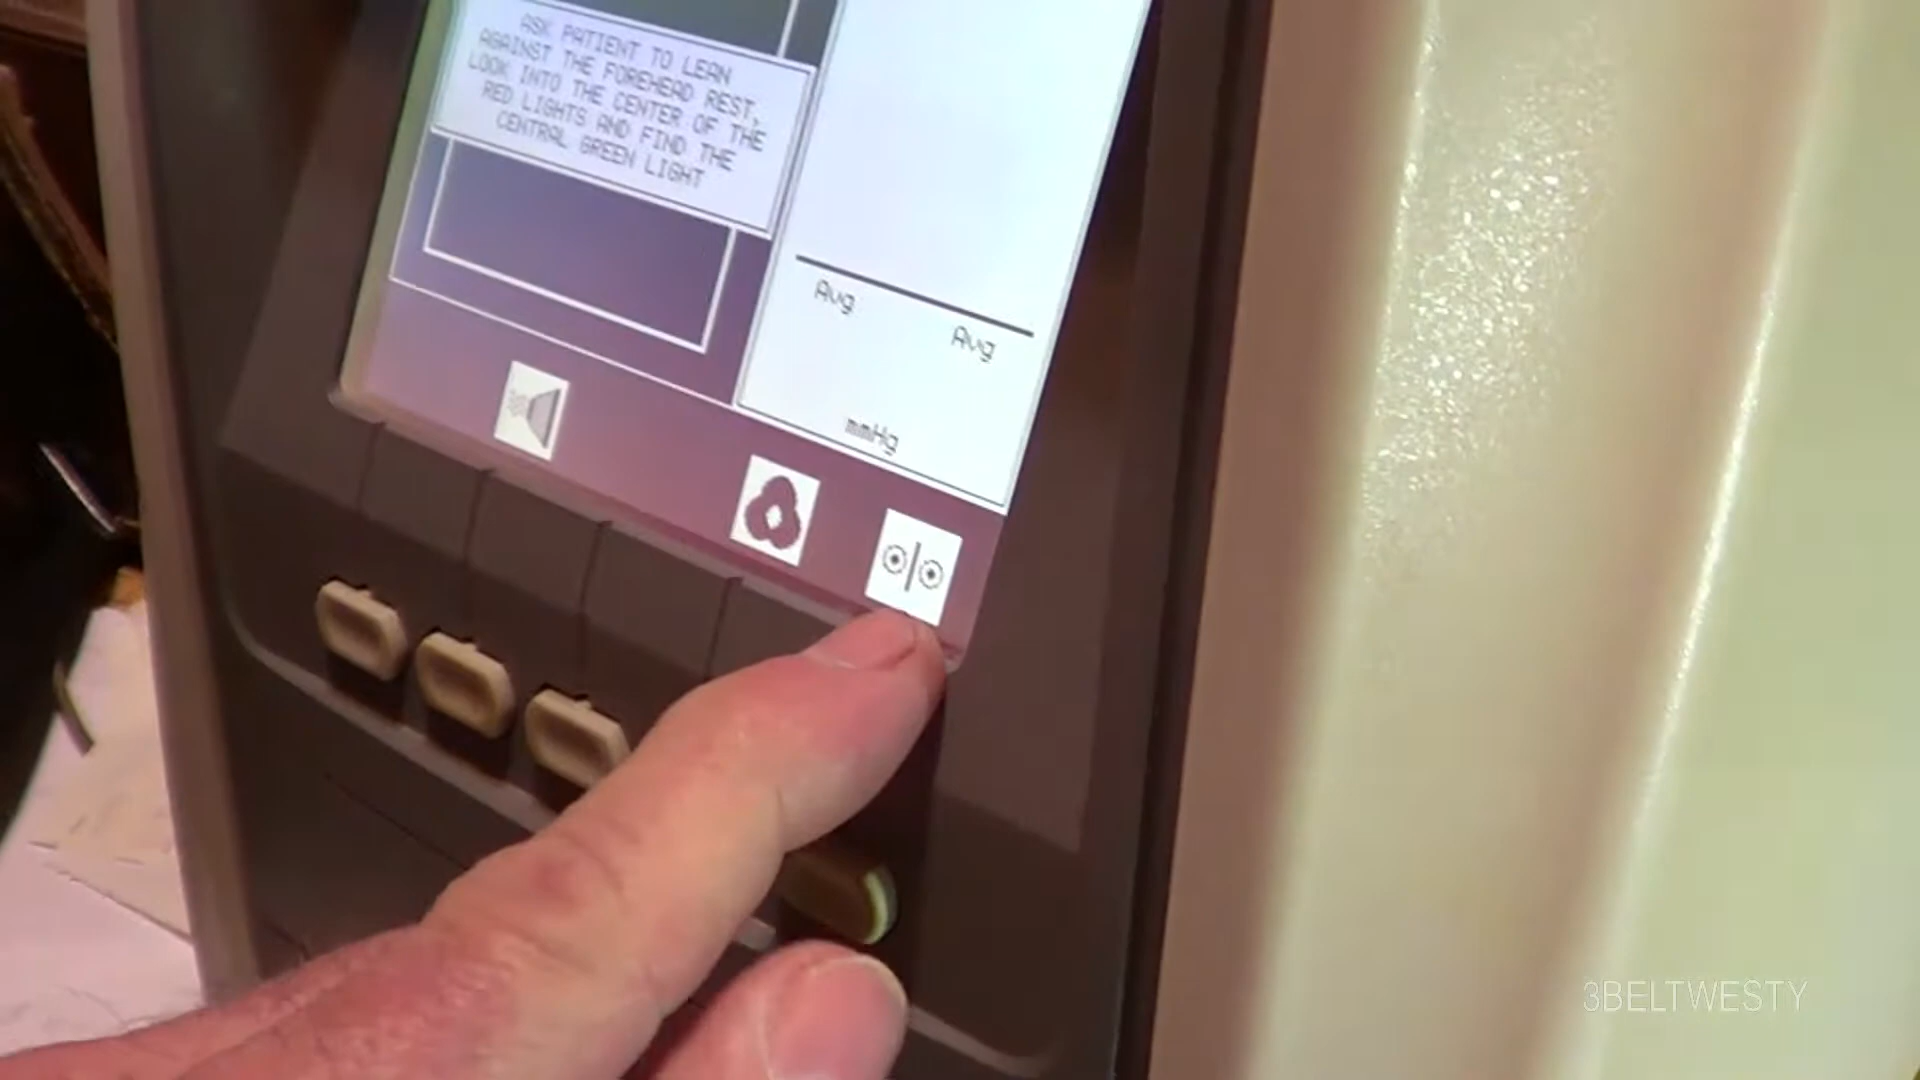 ASK PATIENT TO LEAN
AGAINST THE FOREHEAD REST,
LOOK INTO THE CENTER OF THE
RED LIGHTS AND FIND THE
CENTRAL GREEN LIGHT
Avg
Avg
mmHg
3BELTWESTY